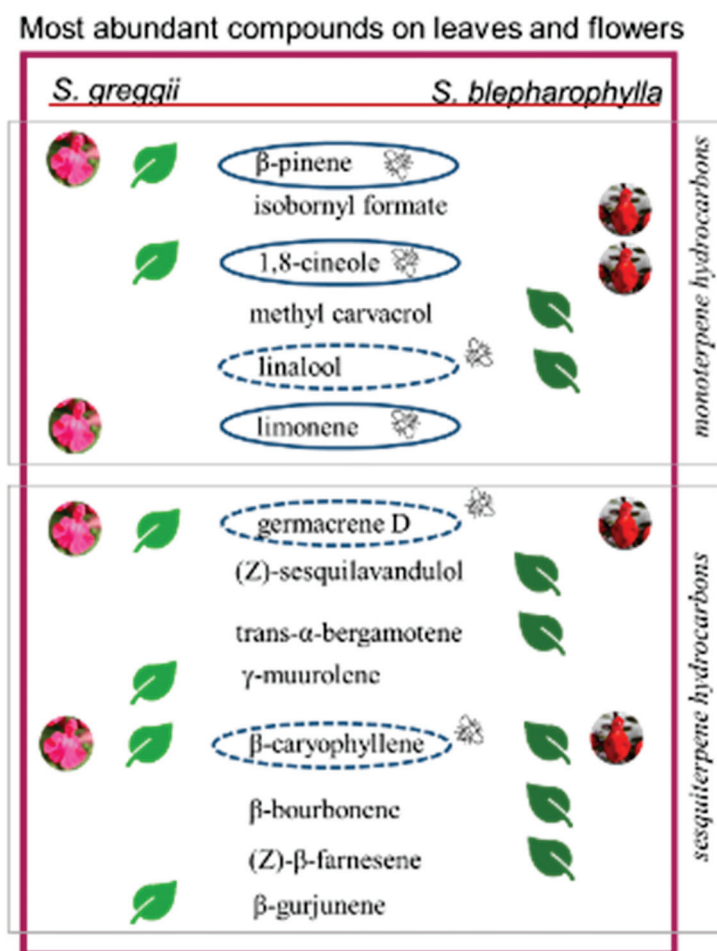 Most abundant compounds on leaves and flowers
S. greggii
S. blepharophylla
β-pinene
isobornyl formate
1,8-cineole
methyl carvacrol
linalool
limonene
monoterpene hydrocarbons
germacrene D
(Z)-sesquilavandulol
trans-α-bergamotene
γ-muurolene
β-caryophyllene
β-bourbonene
(Z)-β-farnesene
β-gurjunene
sesquiterpene hydrocarbons